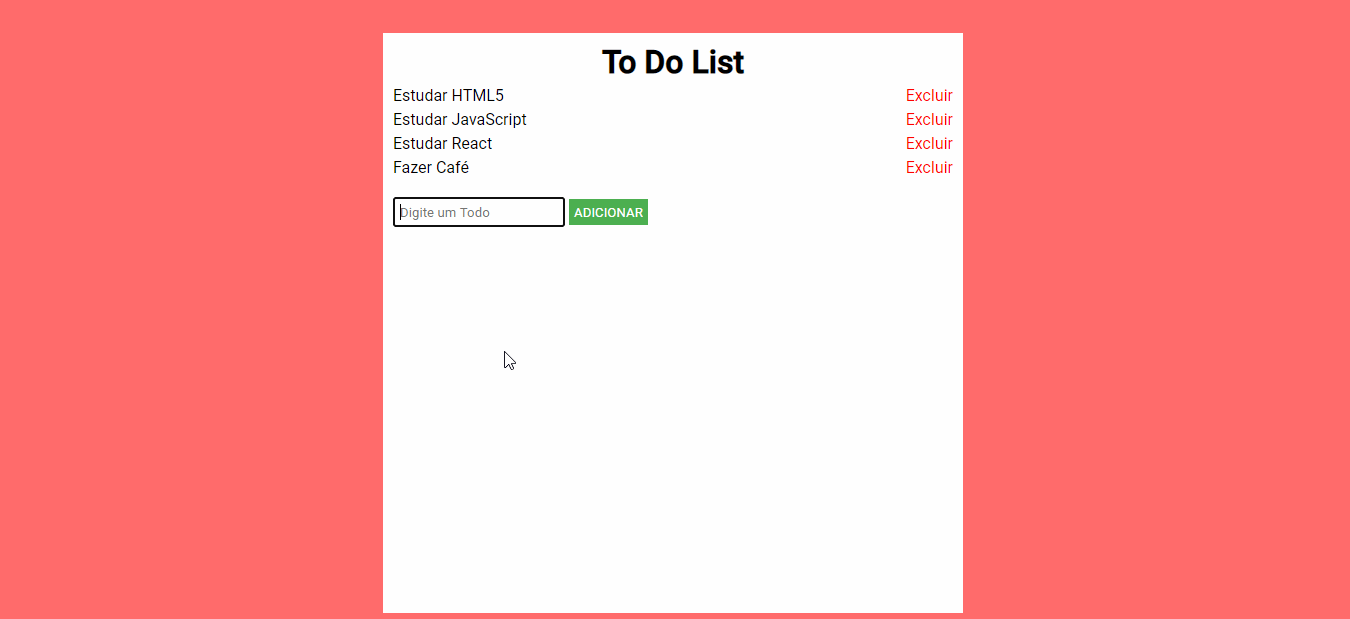 To Do List
Estudar HTML5 Excluir
Estudar JavaScript Excluir
Estudar React Excluir
Fazer Café Excluir
Digite um Todo ADICIONAR